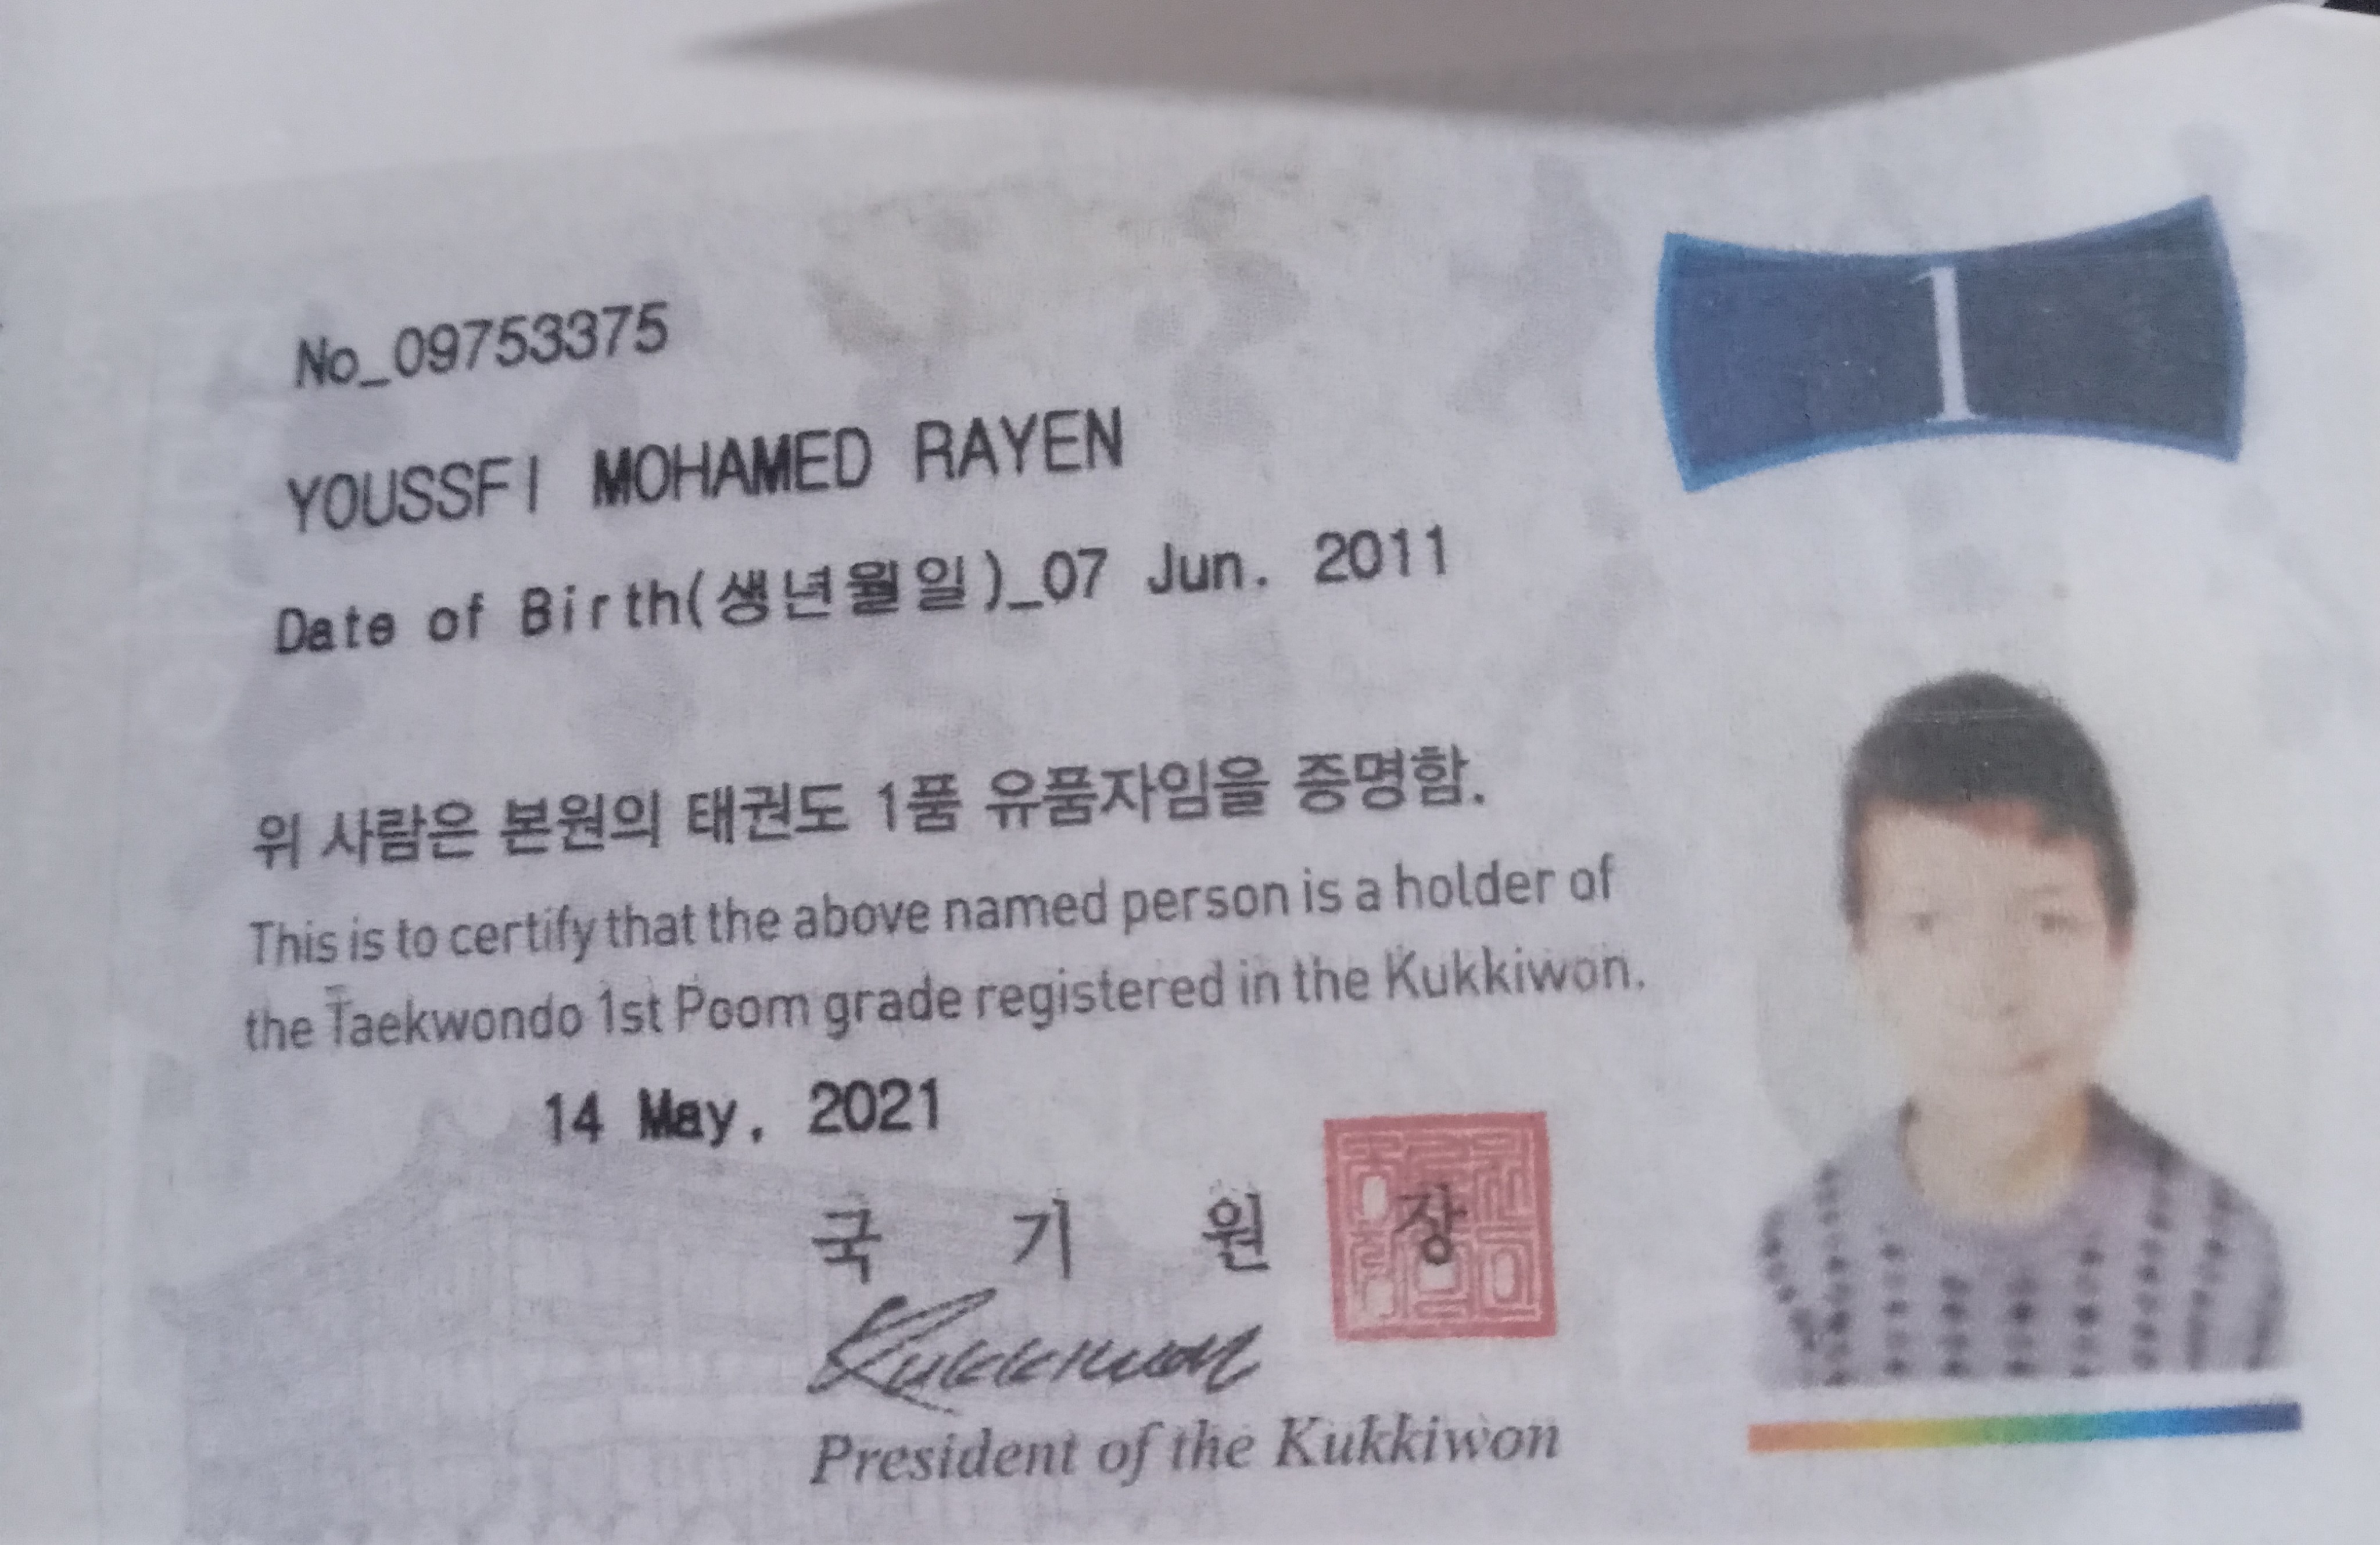 1
No_09753375
YOUSSFI MOHAMED RAYEN
Date of Birth(생년월일)_07 Jun. 2011
위 사람은 본원의 태권도 1품 유품자임을 증명함.
This is to certify that the above named person is a holder of
the Taekwondo 1st Poom grade registered in the Kukkiwon.
14 May. 2021
국 기 원 장
Kukkiwon
President of the Kukkiwon